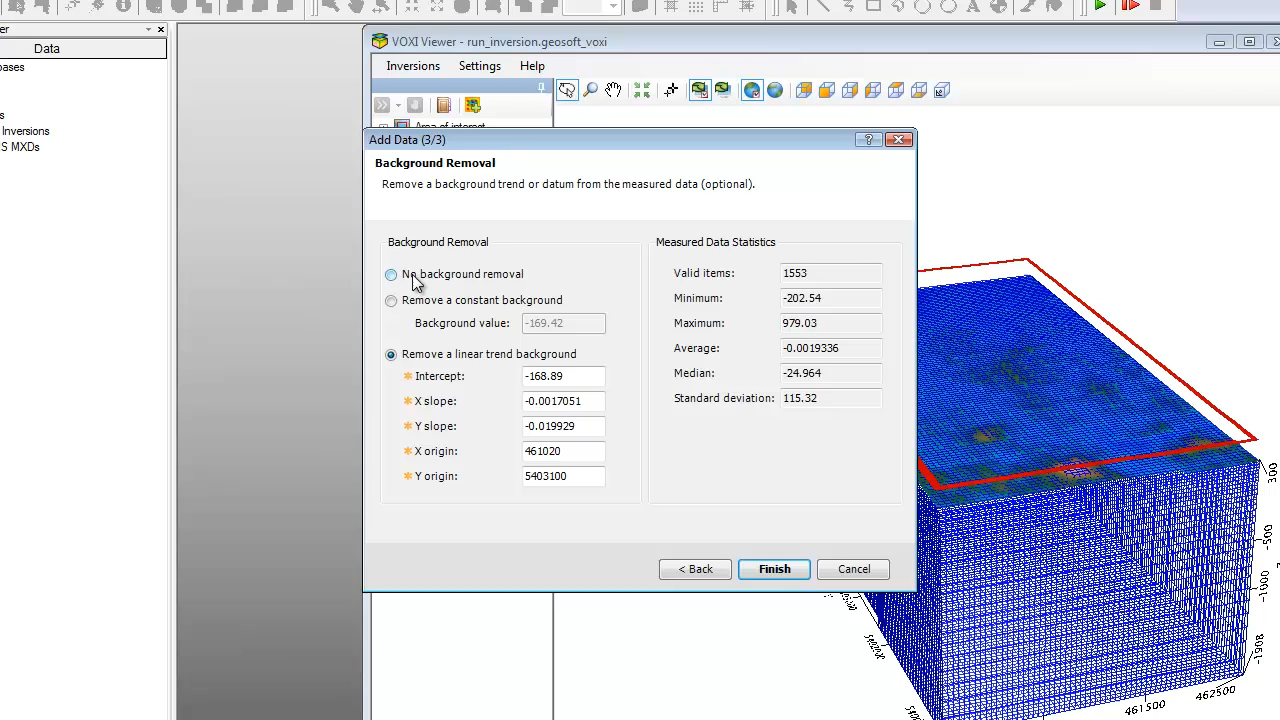 er
Data
bases
s
Inversions
S MXDs
VOXI Viewer - run_inversion.geosoft_voxi
Inversions Settings Help
Area of interest
Add Data (3/3)
Background Removal
Remove a background trend or datum from the measured data (optional).
Background Removal
No background removal
Remove a constant background
Background value: -169.42
Remove a linear trend background
Intercept: -168.89
X slope: -0.0017051
Y slope: -0.019929
X origin: 461020
Y origin: 5403100
Measured Data Statistics
Valid items: 1553
Minimum: -202.54
Maximum: 979.03
Average: -0.0019336
Median: -24.964
Standard deviation: 115.32
< Back Finish Cancel
3.00
-500
-1000
-1908
461500
462500